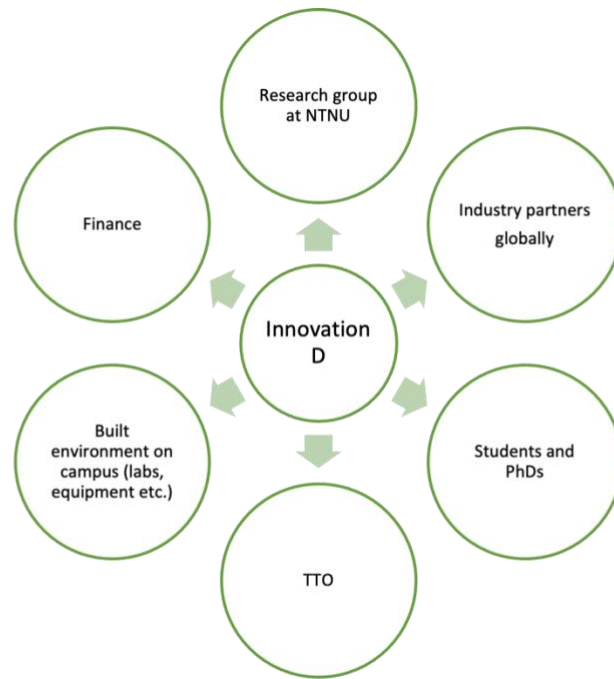 Research group
at NTNU
Finance
Industry partners
globally
Innovation
D
Built
environment on
campus (labs,
equipment etc.)
Students and
PhDs
TTO